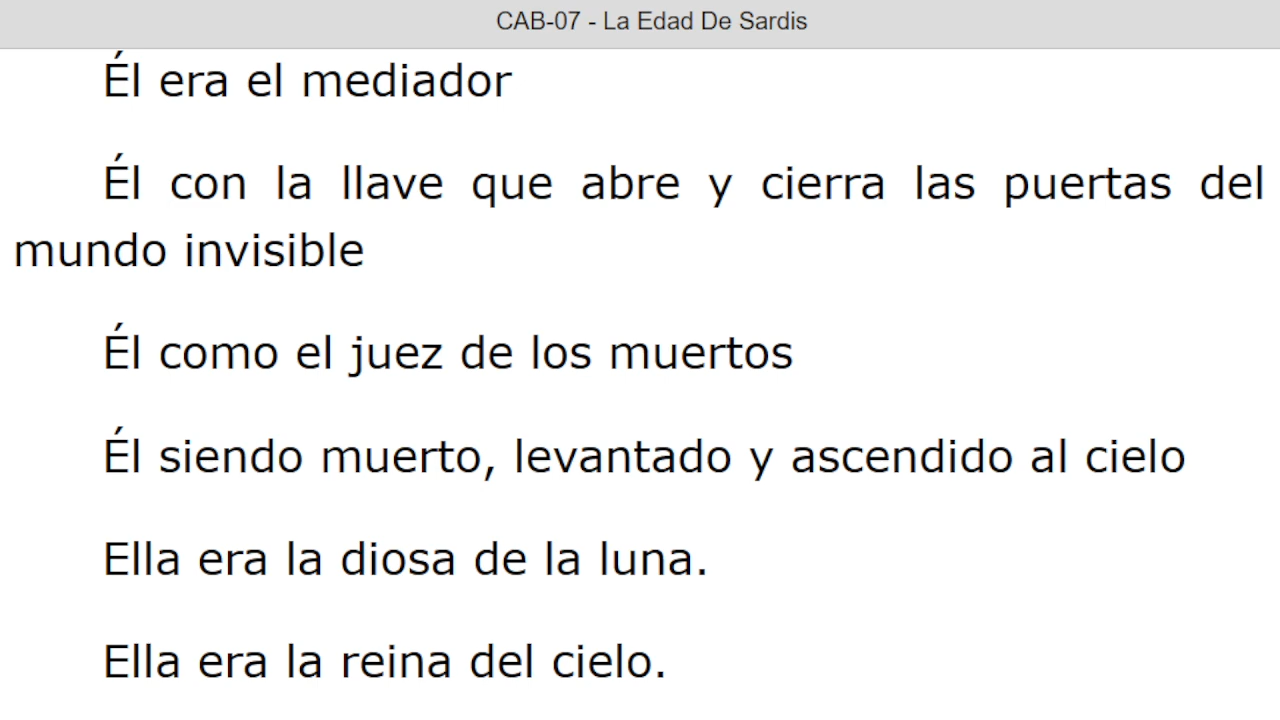 CAB-07 - La Edad De Sardis
Él era el mediador
Él con la llave que abre y cierra las puertas del
mundo invisible
Él como el juez de los muertos
Él siendo muerto, levantado y ascendido al cielo
Ella era la diosa de la luna.
Ella era la reina del cielo.